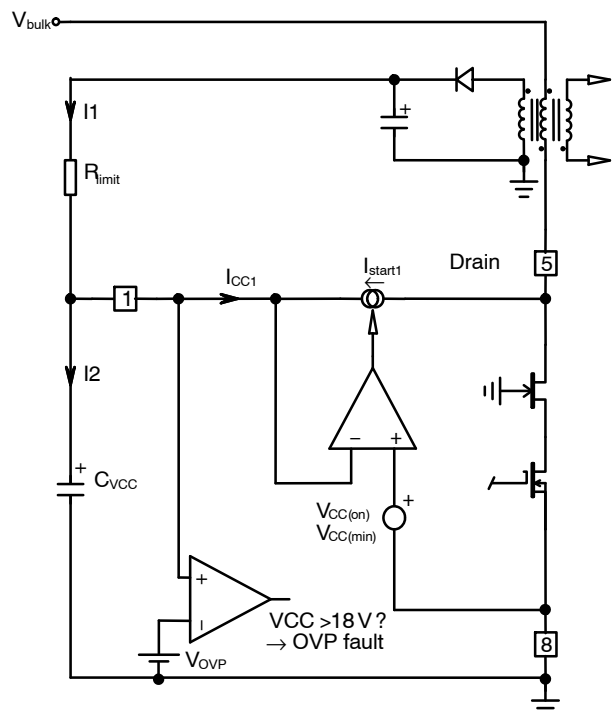 Vbulk
I1
Rlimit
Istart1
Drain
5
1
ICC1
I2
+
+
CVCC
−
+
VCC(on)
VCC(min)
+
+
−
VCC >18 V ?
→ OVP fault
VOVP
8